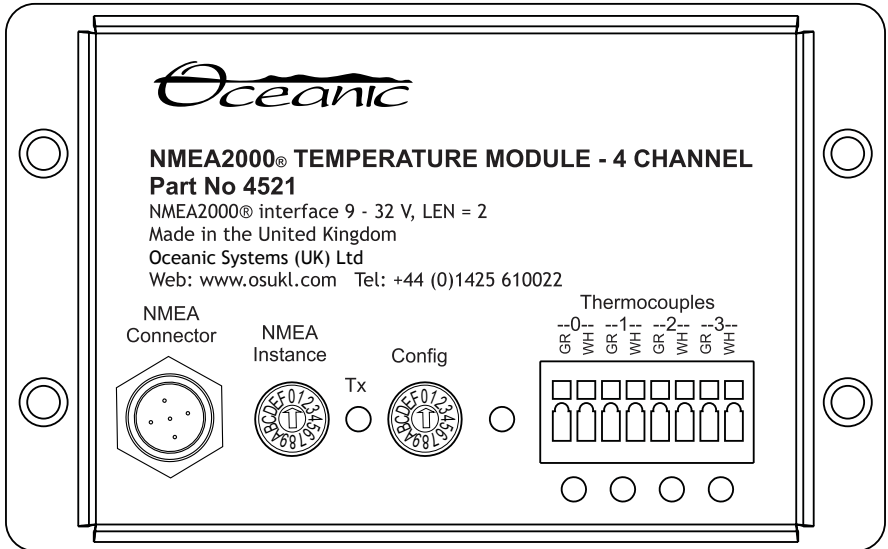 Oceanic
NMEA2000® TEMPERATURE MODULE - 4 CHANNEL
Part No 4521
NMEA2000® interface 9 - 32 V, LEN = 2
Made in the United Kingdom
Oceanic Systems (UK) Ltd
Web: www.osukl.com Tel: +44 (0)1425 610022
NMEA
Connector
NMEA
Instance
Tx
Config
Thermocouples
--0-- --1-- --2-- --3--
GR WH GR WH GR WH GR WH
0123456789ABCDEF
0123456789ABCDEF